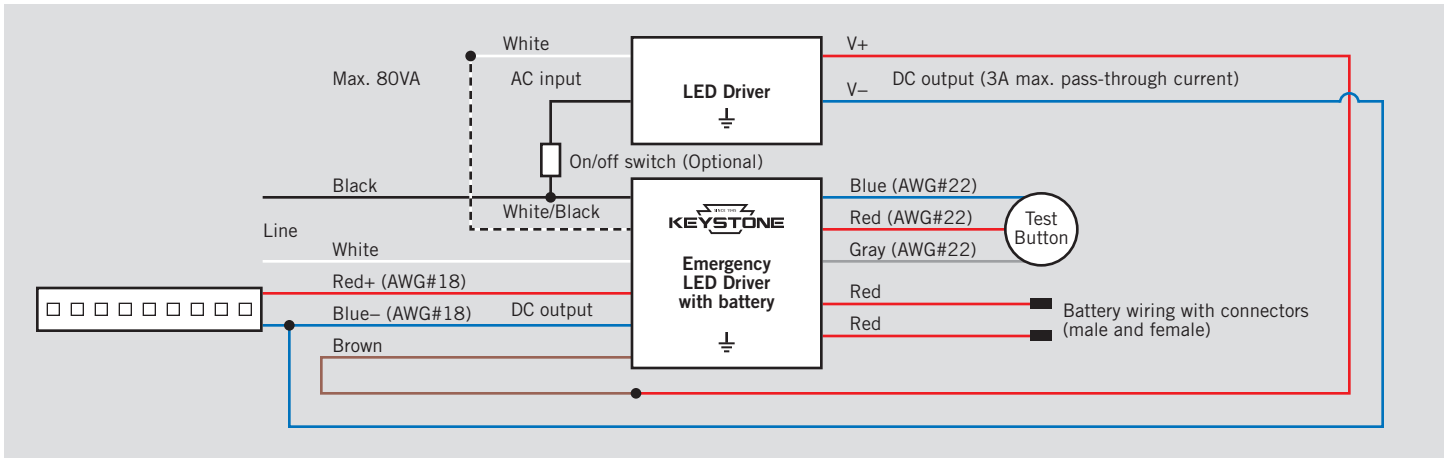 White
V+
Max. 80VA
AC input
LED Driver
DC output (3A max. pass-through current)
V–
On/off switch (Optional)
Black
Blue (AWG#22)
White/Black
SINCE 1945
KEYSTONE
Red (AWG#22)
Test
Button
Line
White
Gray (AWG#22)
Emergency
LED Driver
with battery
Red+ (AWG#18)
Red
Blue– (AWG#18)
DC output
Battery wiring with connectors
(male and female)
Red
Brown